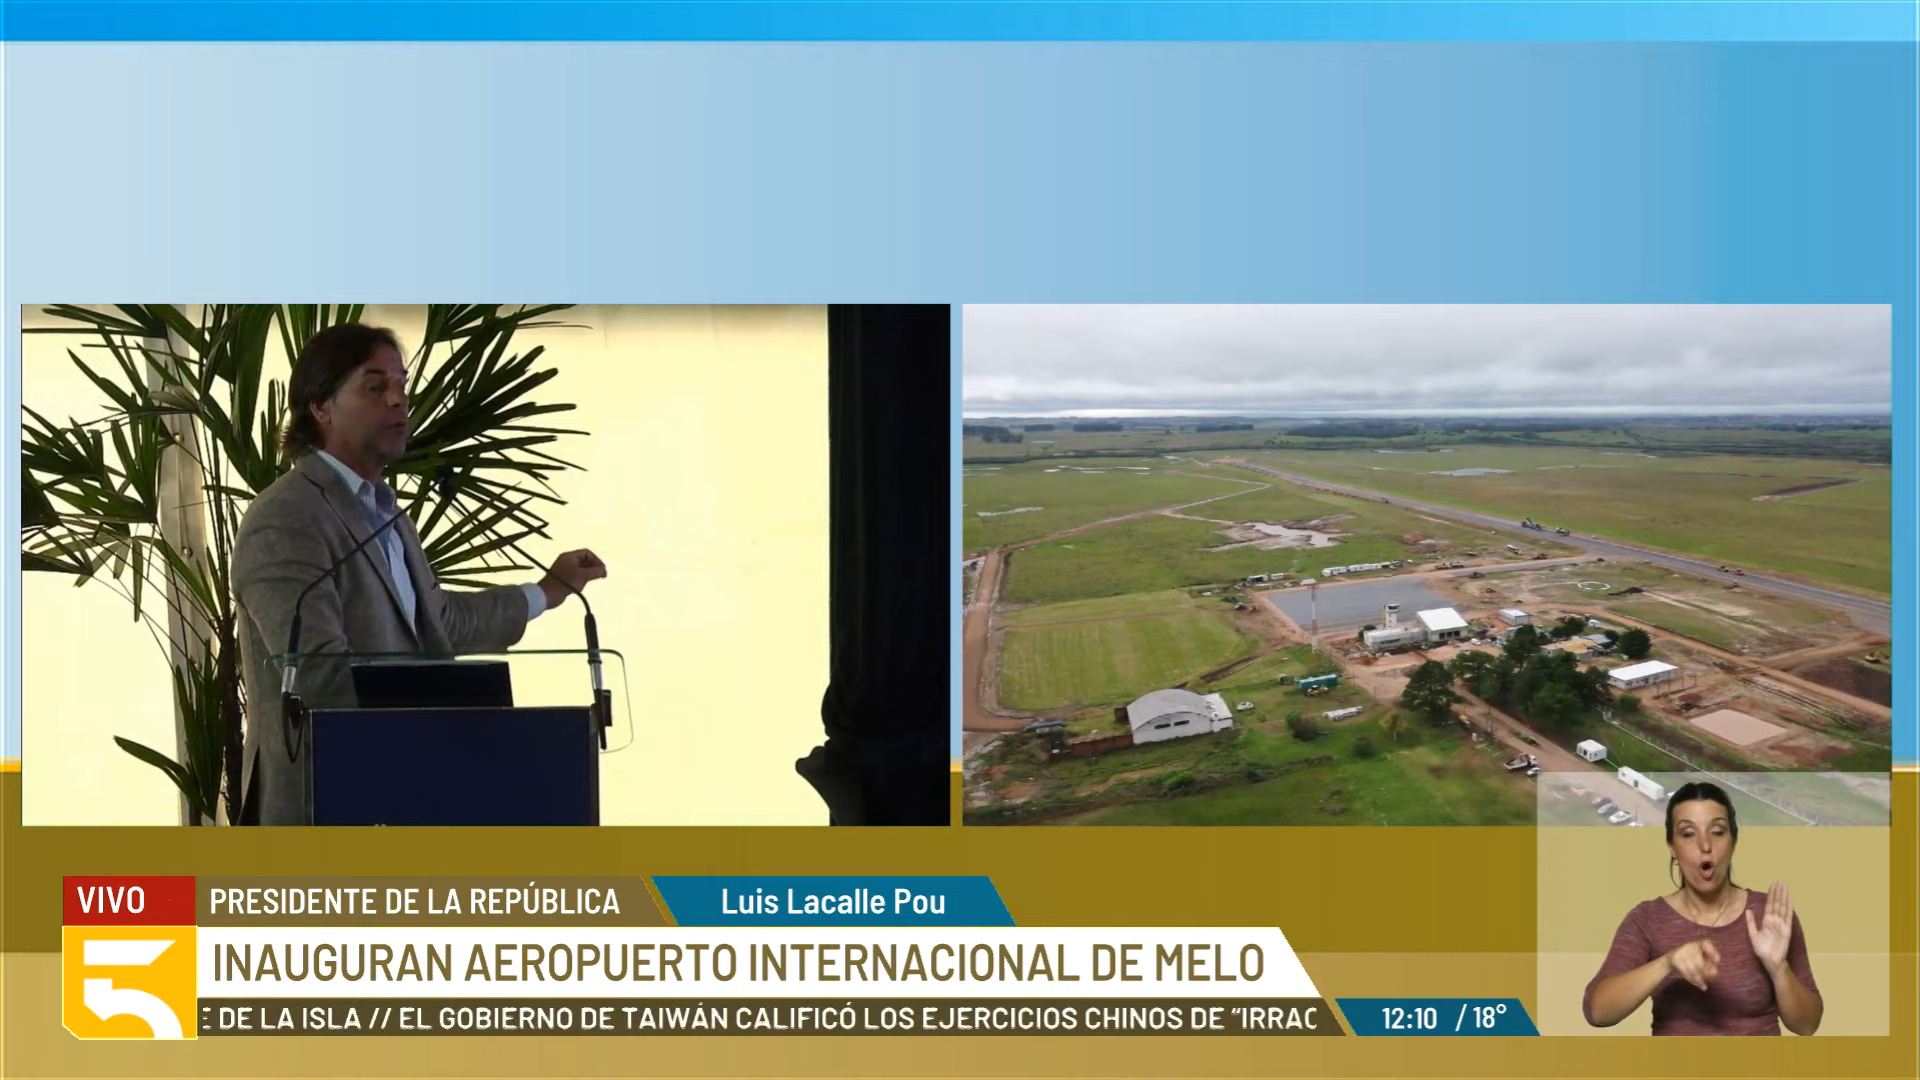 VIVO
PRESIDENTE DE LA REPÚBLICA
Luis Lacalle Pou
5
INAUGURAN AEROPUERTO INTERNACIONAL DE MELO
E DE LA ISLA // EL GOBIERNO DE TAIWÁN CALIFICÓ LOS EJERCICIOS CHINOS DE “IRRAC
12:10 / 18°